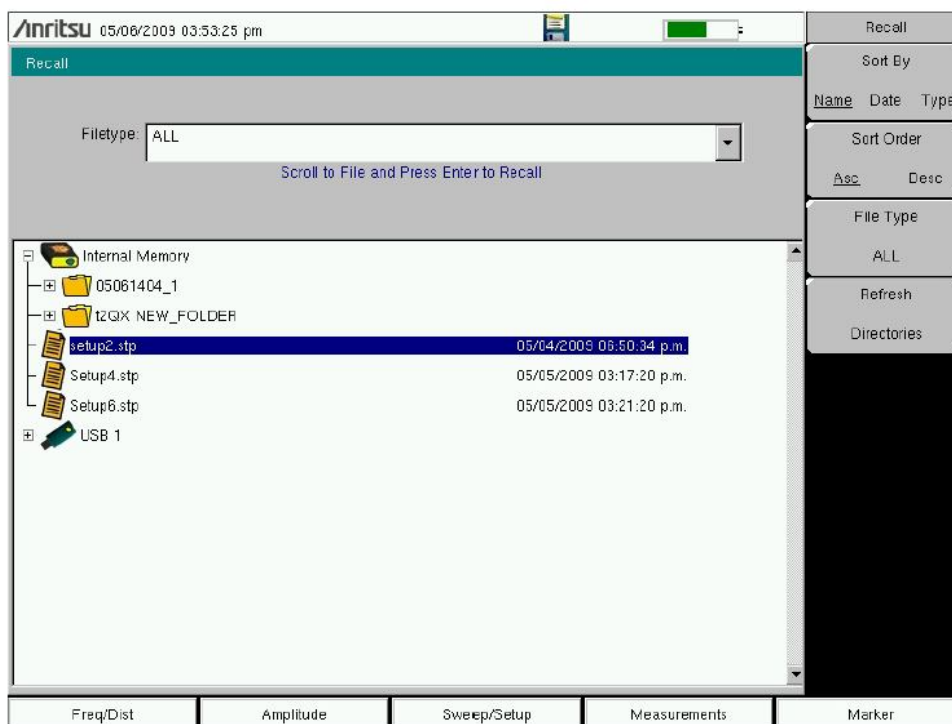 Anritsu 05/06/2009 03:53:25 pm
Recall
Filetype: ALL
Scroll to File and Press Enter to Recall
Internal Memory
05061404_1
t2QX NEW_FOLDER
setup2.stp 05/04/2009 06:50:34 p.m.
Setup4.stp 05/05/2009 03:17:20 p.m.
Setup6.stp 05/05/2009 03:21:20 p.m.
USB 1
Recall
Sort By
Name Date Type
Sort Order
Asc Desc
File Type
ALL
Refresh
Directories
Freq/Dist Amplitude Sweep/Setup Measurements Marker